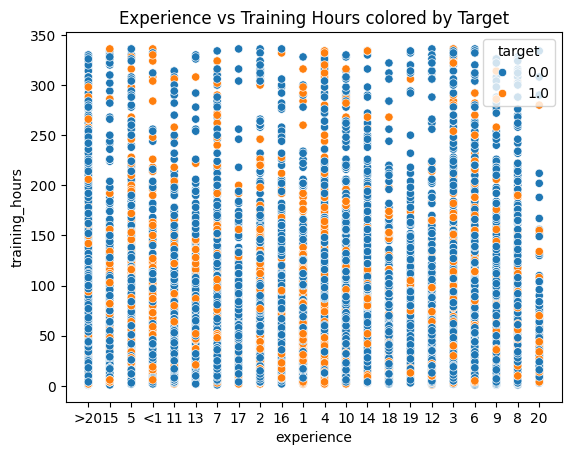 Experience vs Training Hours colored by Target
350
300
250
200
150
100
50
0
training_hours
target
0.0
1.0
>20 15 5 <1 11 13 7 17 2 16 1 4 10 14 18 19 12 3 6 9 8 20
experience